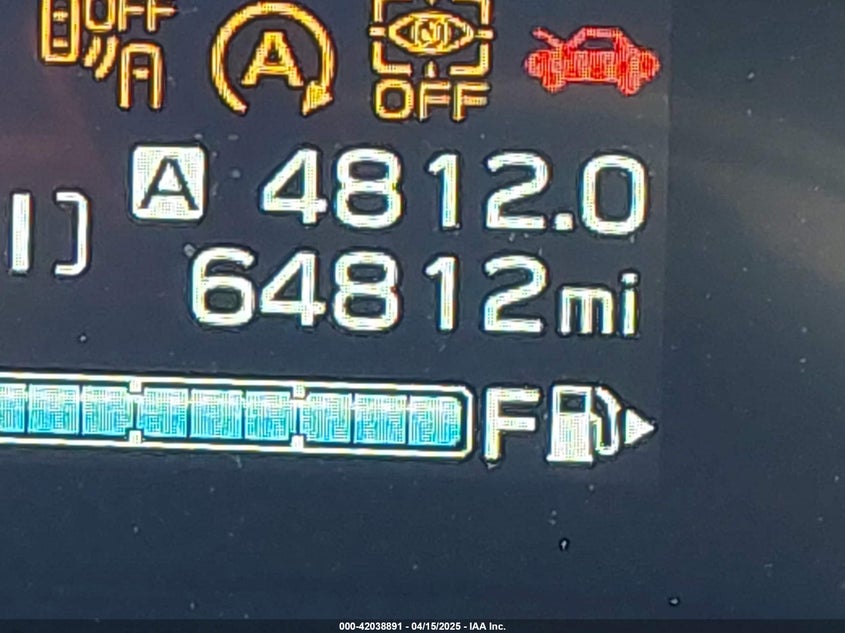 OFF
A
A
OFF
A 4812.0
64812mi
F
000-42038891 - 04/15/2025 - IAA Inc.